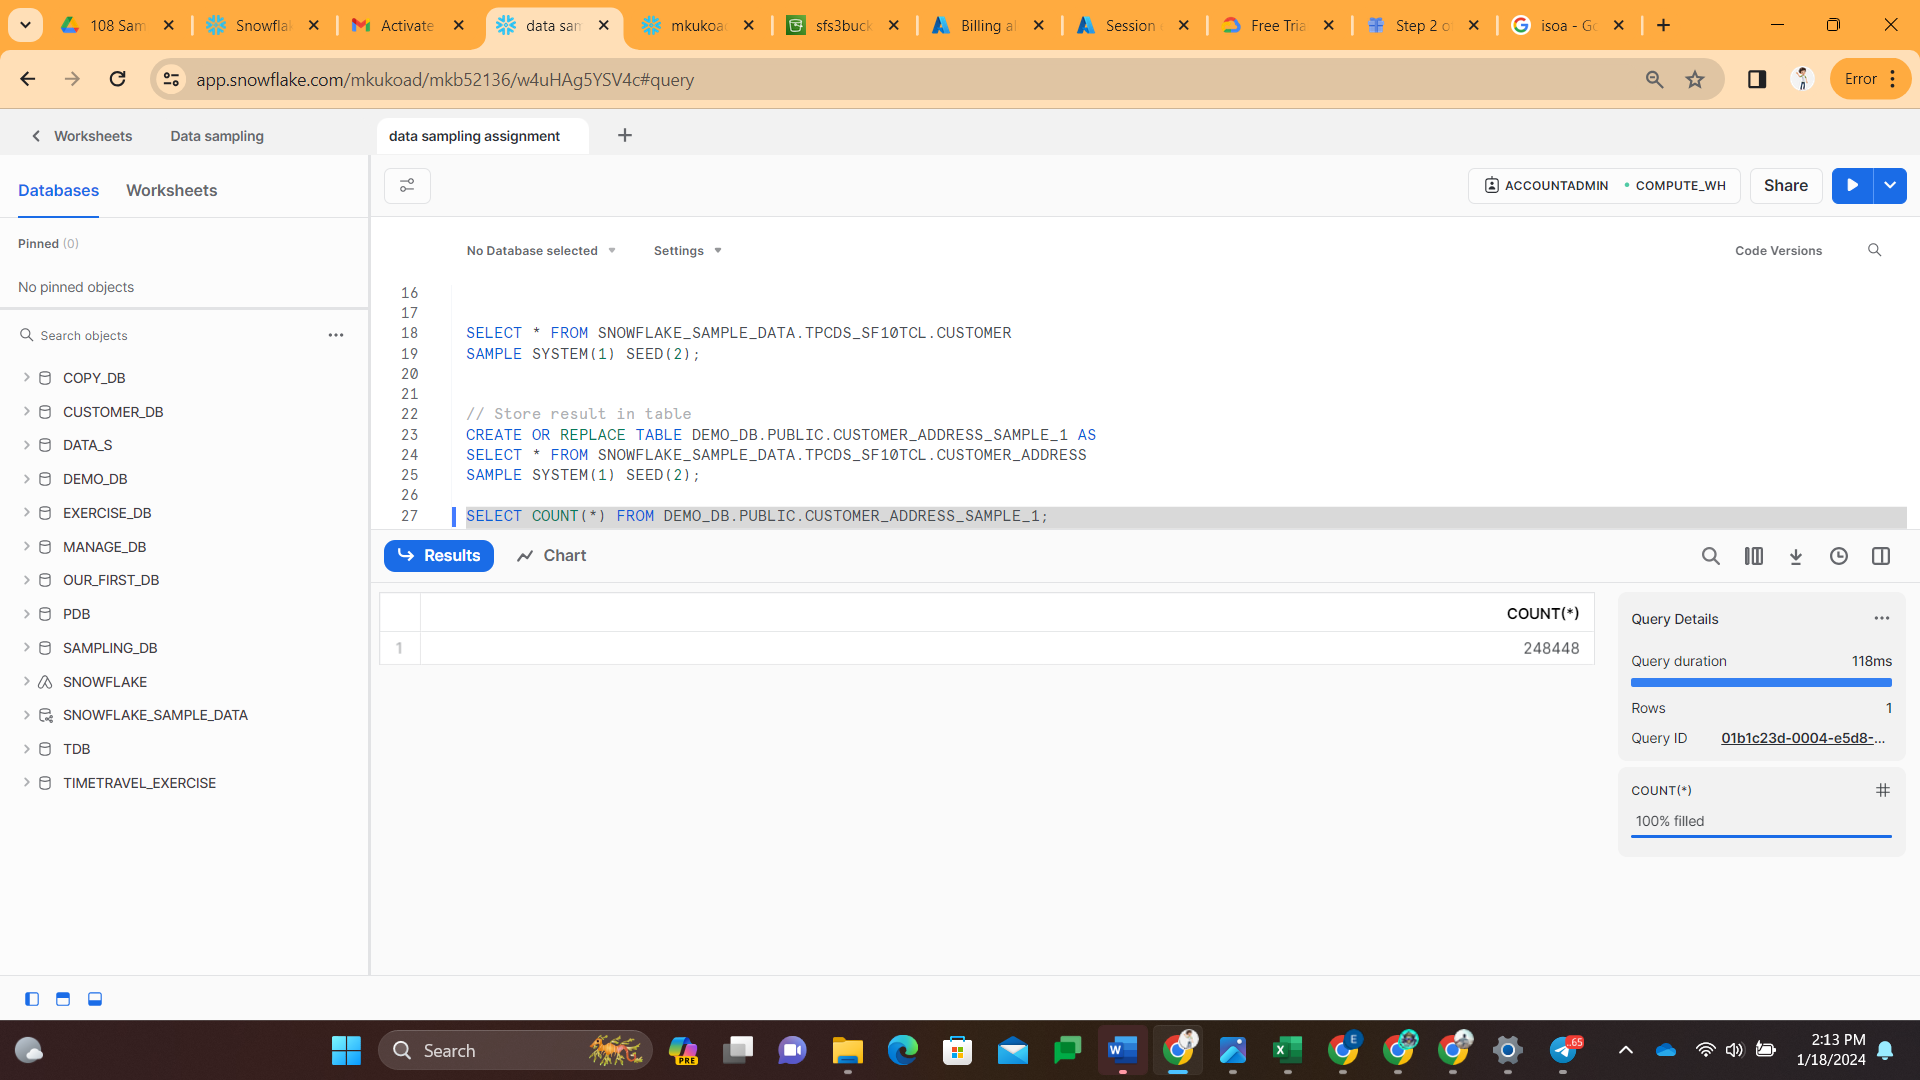 108 Sam
Snowflak
Activate
data sam
mkukoad
sfs3buck
Billing al
Session
Free Tria
Step 2 o
isoa - Go
app.snowflake.com/mkukoad/mkb52136/w4uHAg5YSV4c#query
Error
Worksheets
Data sampling
data sampling assignment
Databases
Worksheets
ACCOUNTADMIN
COMPUTE_WH
Share
Pinned (0)
No pinned objects
No Database selected
Settings
Code Versions
Search objects
COPY_DB
CUSTOMER_DB
DATA_S
DEMO_DB
EXERCISE_DB
MANAGE_DB
OUR_FIRST_DB
PDB
SAMPLING_DB
SNOWFLAKE
SNOWFLAKE_SAMPLE_DATA
TDB
TIMETRAVEL_EXERCISE
16
17
18 SELECT * FROM SNOWFLAKE_SAMPLE_DATA.TPCDS_SF10TCL.CUSTOMER
19 SAMPLE SYSTEM(1) SEED(2);
20
21
22 // Store result in table
23 CREATE OR REPLACE TABLE DEMO_DB.PUBLIC.CUSTOMER_ADDRESS_SAMPLE_1 AS
24 SELECT * FROM SNOWFLAKE_SAMPLE_DATA.TPCDS_SF10TCL.CUSTOMER_ADDRESS
25 SAMPLE SYSTEM(1) SEED(2);
26
27 SELECT COUNT(*) FROM DEMO_DB.PUBLIC.CUSTOMER_ADDRESS_SAMPLE_1;
Results
Chart
COUNT(*)
1 248448
Query Details
Query duration 118ms
Rows 1
Query ID 01b1c23d-0004-e5d8-...
COUNT(*)
100% filled
Search
PRE
E
.65
2:13 PM
1/18/2024